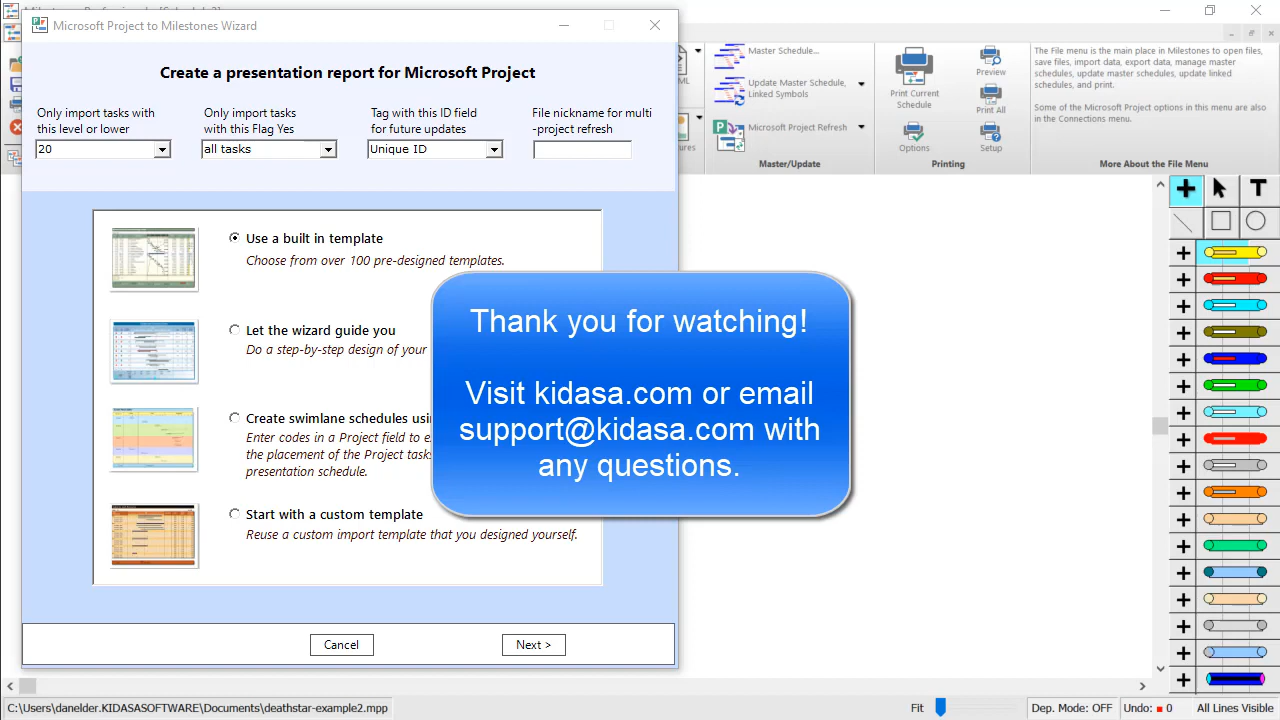 Microsoft Project to Milestones Wizard
Create a presentation report for Microsoft Project
Only import tasks with
this level or lower
20
Only import tasks
with this Flag Yes
all tasks
Tag with this ID field
for future updates
Unique ID
File nickname for multi
-project refresh
Use a built in template
Choose from over 100 pre-designed templates.
Let the wizard guide you
Do a step-by-step design of your
Create swimlane schedules usin
Enter codes in a Project field to e
the placement of the Project task
presentation schedule.
Start with a custom template
Reuse a custom import template that you designed yourself.
Cancel
Next >
Thank you for watching!
Visit kidasa.com or email
support@kidasa.com with
any questions.
Master Schedule...
Update Master Schedule,
Linked Symbols
Microsoft Project Refresh
Master/Update
Print Current
Schedule
Preview
Print All
Options
Setup
Printing
The File menu is the main place in Milestones to open files,
save files, import data, export data, manage master
schedules, update master schedules, update linked
schedules, and print.
Some of the Microsoft Project options in this menu are also
in the Connections menu.
More About the File Menu
T
C:\Users\danelder.KIDASASOFTWARE\Documents\deathstar-example2.mpp
Fit
Dep. Mode: OFF
Undo: 0
All Lines Visible